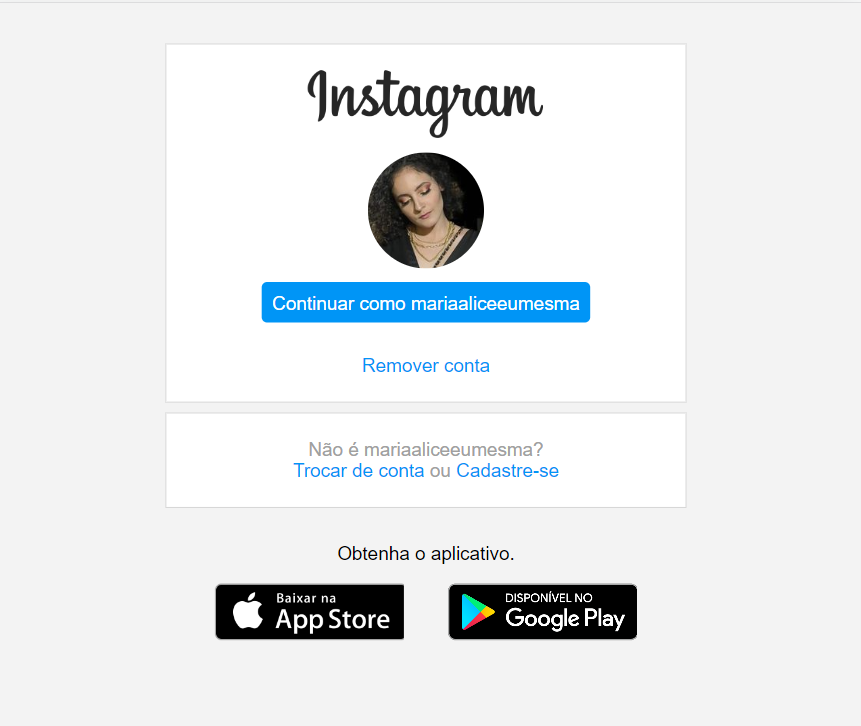 Instagram
Continuar como mariaaliceeumesma
Remover conta
Não é mariaaliceeumesma?
Trocar de conta ou Cadastre-se
Obtenha o aplicativo.
Baixar na
App Store
DISPONÍVEL NO
Google Play